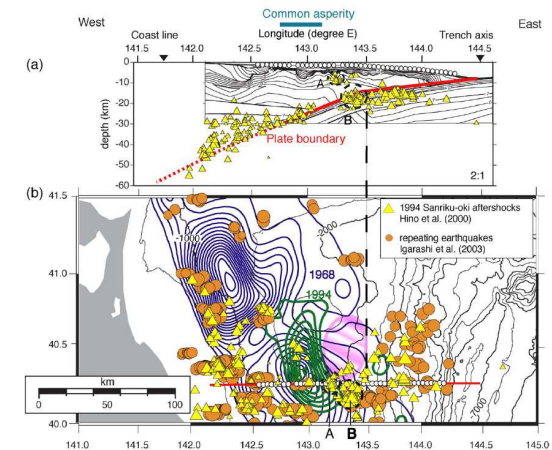 Common asperity
West
East
Coast line
Longitude (degree E)
Trench axis
141.5 142.0 142.5 143.0 143.5 144.0 144.5
(a)
0
A
-10
-20
B
depth (km)
-30
Plate boundary
-40
-50
2:1
-60
(b)
41.5
1994 Sanriku-oki aftershocks
Hino et al. (2000)
-1000
-2000
repeating earthquakes
Igarashi et al. (2003)
41.0
1968
1994
40.5
km
0 50 100
-7000
40.0
A B
141.0 141.5 142.0 142.5 143.0 143.5 144.0 144.5 145.0